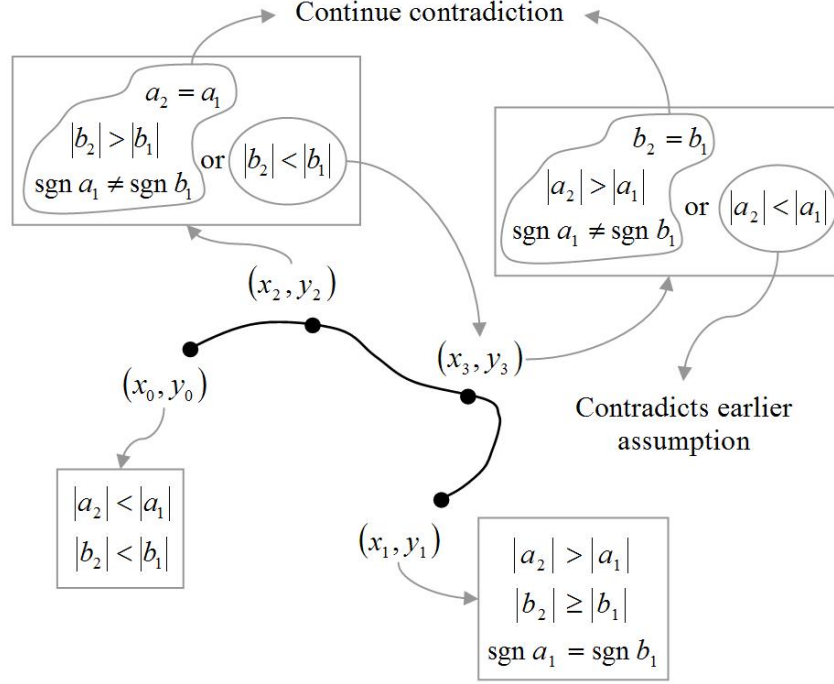 Continue contradiction
a₂ = a₁
|b₂| > |b₁|
sgn a₁ ≠ sgn b₁
or
|b₂| < |b₁|
b₂ = b₁
|a₂| > |a₁|
sgn a₁ ≠ sgn b₁
or
|a₂| < |a₁|
(x₂, y₂)
(x₃, y₃)
(x₀, y₀)
Contradicts earlier
assumption
|a₂| < |a₁|
|b₂| < |b₁|
(x₁, y₁)
|a₂| > |a₁|
|b₂| ≥ |b₁|
sgn a₁ = sgn b₁